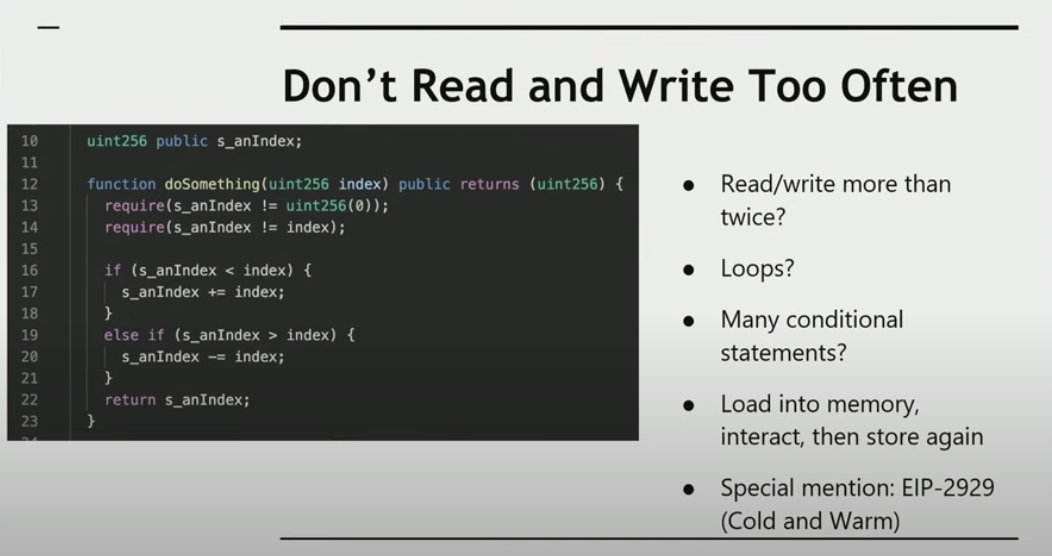 Don't Read and Write Too Often
10 uint256 public s_anIndex;
11
12 function doSomething(uint256 index) public returns (uint256) {
13 require(s_anIndex != uint256(0));
14 require(s_anIndex != index);
15
16 if (s_anIndex < index) {
17 s_anIndex += index;
18 }
19 else if (s_anIndex > index) {
20 s_anIndex -= index;
21 }
22 return s_anIndex;
23 }
● Read/write more than
twice?
● Loops?
● Many conditional
statements?
● Load into memory,
interact, then store again
● Special mention: EIP-2929
(Cold and Warm)